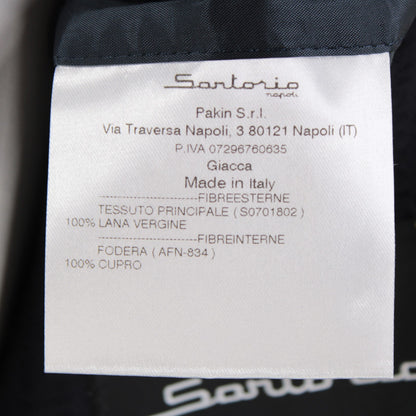 Sartorio
napoli
Pakin S.r.l.
Via Traversa Napoli, 3 80121 Napoli (IT)
P.IVA 07296760635
Giacca
Made in Italy
--------------------------FIBREESTERNE
TESSUTO PRINCIPALE ( S0701802 )
100% LANA VERGINE
--------------------------FIBREINTERNE
FODERA ( AFN-834 )
100% CUPRO
Sartorio